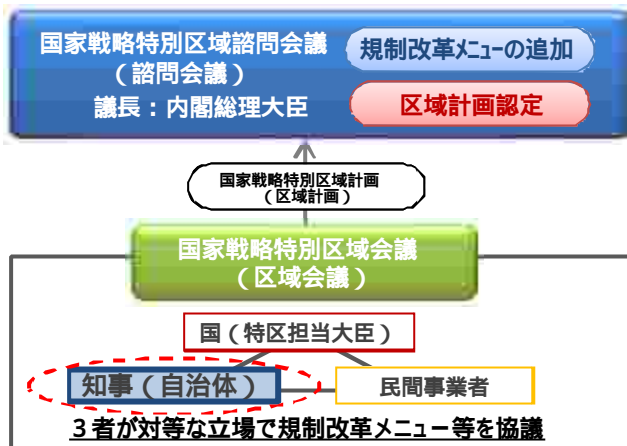 国家戦略特別区域諮問会議
（諮問会議）
議長：内閣総理大臣
規制改革メニューの追加
区域計画認定
国家戦略特別区域計画
（区域計画）
国家戦略特別区域会議
（区域会議）
国（特区担当大臣）
知事（自治体）
民間事業者
３者が対等な立場で規制改革メニュー等を協議